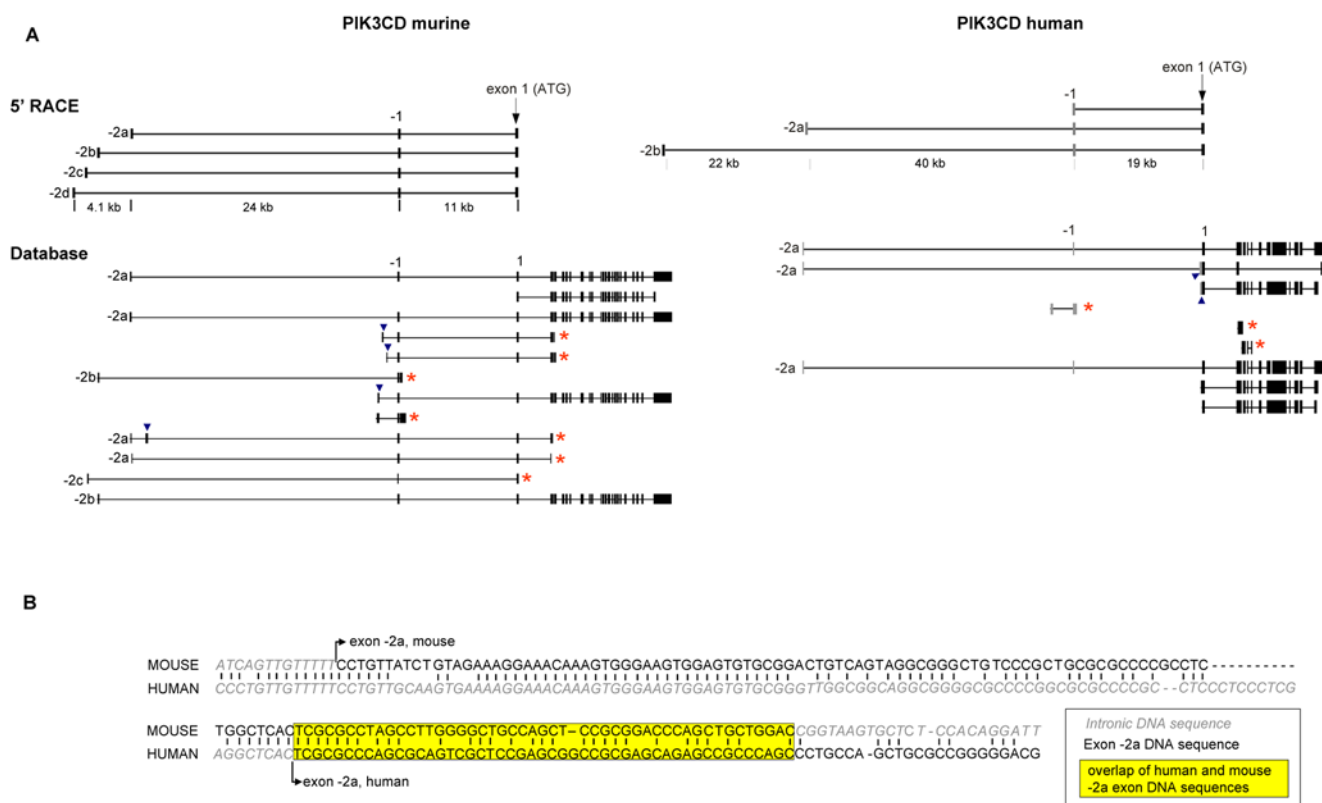 PIK3CD murine
PIK3CD human
A
5' RACE
exon 1 (ATG)
-1
-2a
-2b
-2c
-2d
4.1 kb
24 kb
11 kb
exon 1 (ATG)
-1
-2a
-2b
22 kb
40 kb
19 kb
Database
-1
1
-2a
-2a
*
*
-2b
*
*
-2a
*
-2a
*
-2c
*
-2b
-1
1
-2a
-2a
*
*
*
-2a
B
exon -2a, mouse
MOUSE ATCAGTTGTTTTTCCTGTTATCTGTAGAAAGGAAACAAAGTGGGAAGTGGAGTGTGCGGACTGTCAGTAGGCGGGCTGTCCCGCTGCGCGCCCCGCCTC----------
HUMAN CCCTGTTGTTTTTCCTGTTGCAAGTGAAAAGGAAACAAAGTGGGAAGTGGAGTGTGCGGGTTGGCGGCAGGCGGGGCGCCCCGGCGCGCGCCCCGC--CTCCCTCCCTCG
MOUSE TGGCTCACTCGCGCCTAGCCTTGGGGCTGCCAGCT-CCGCGGACCCAGCTGCTGGACCGGTAAGTGCTCT-CCACAGGATT
HUMAN AGGCTCACTCGCGCCCAGCGCAGTCGCTCCGAGCGGCCGCGAGCAGAGCCGCCCAGCCCTGCCA-GCTGCGCCGGGGGACG
exon -2a, human
Intronic DNA sequence
Exon -2a DNA sequence
overlap of human and mouse
-2a exon DNA sequences